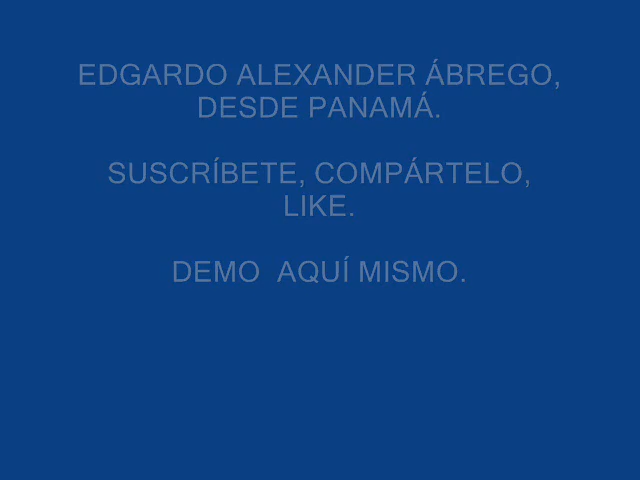 EDGARDO ALEXANDER ÁBREGO,
DESDE PANAMÁ.
SUSCRÍBETE, COMPÁRTELO,
LIKE.
DEMO  AQUÍ MISMO.